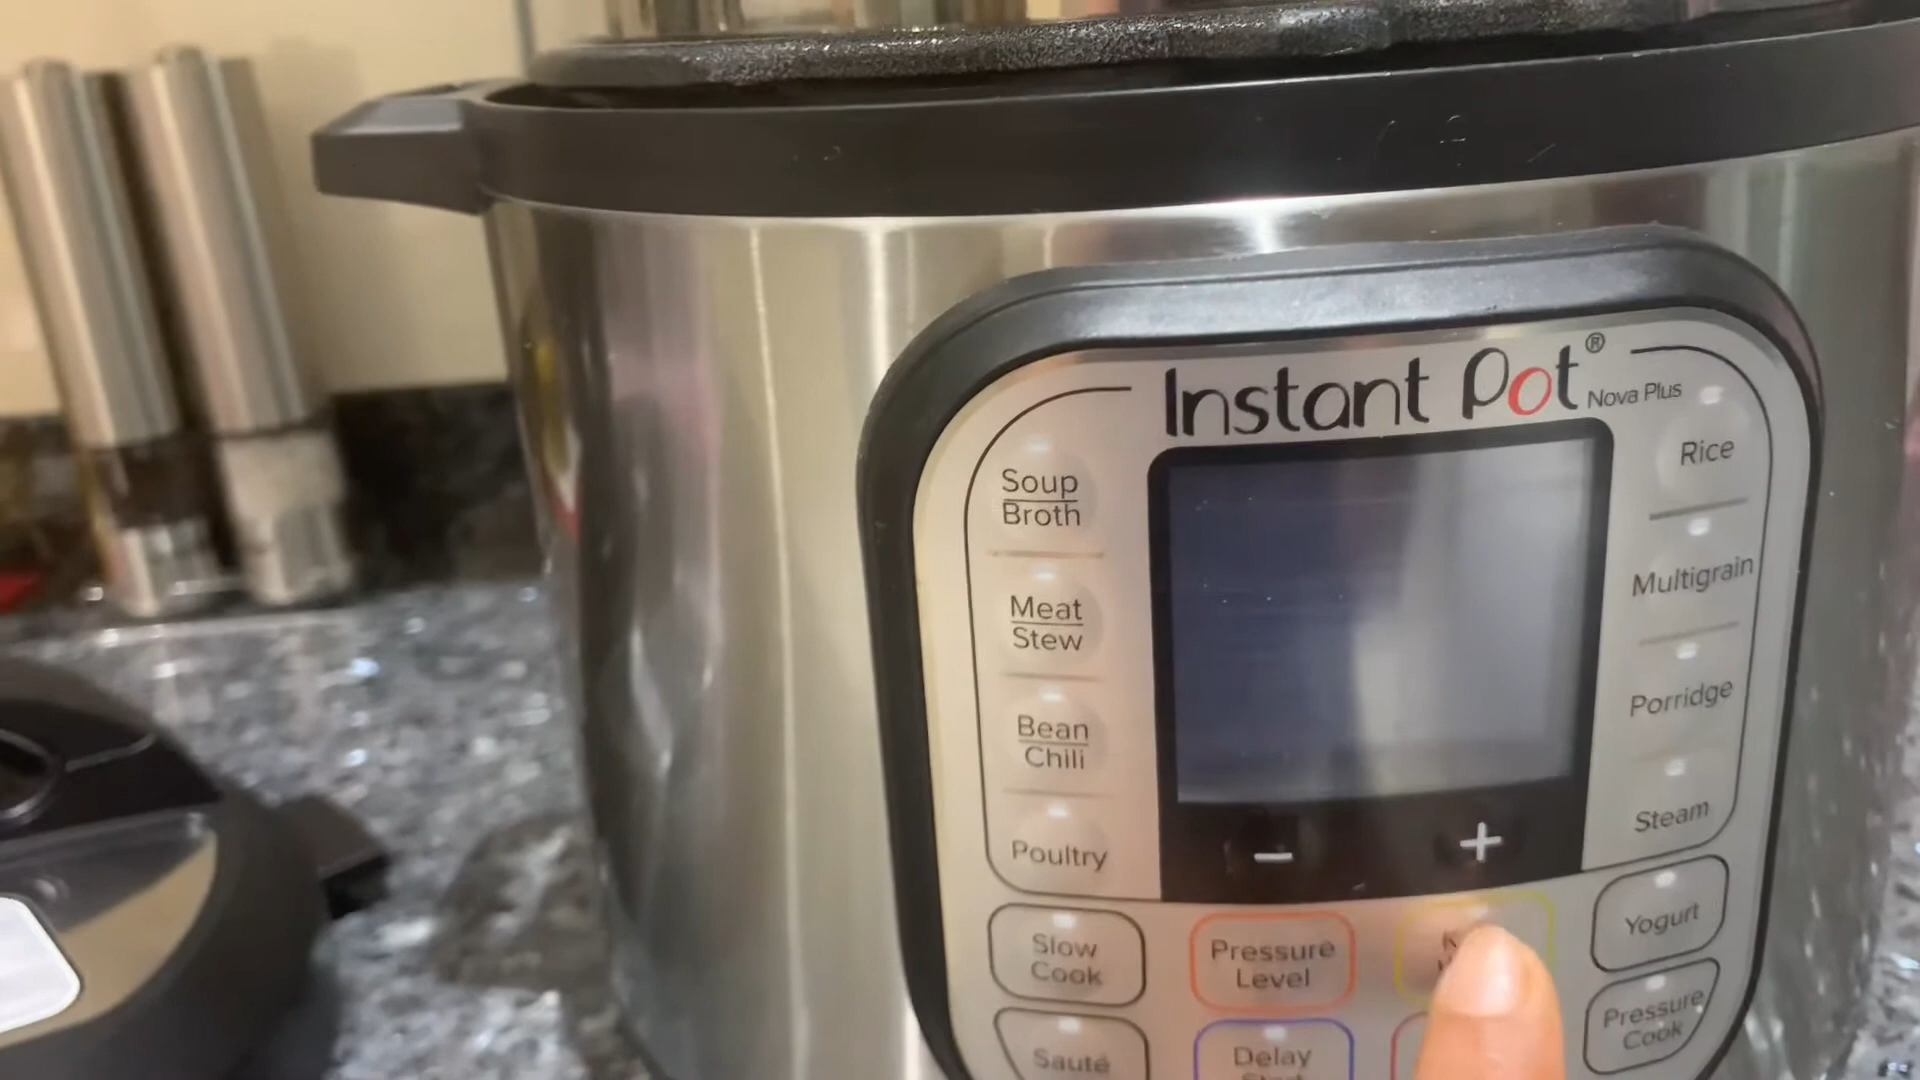 Instant Pot®
Nova Plus
Soup
Broth
Meat
Stew
Bean
Chili
Poultry
Rice
Multigrain
Porridge
Steam
− +
Slow
Cook
Pressure
Level
Yogurt
Sauté
Delay
Pressure
Cook